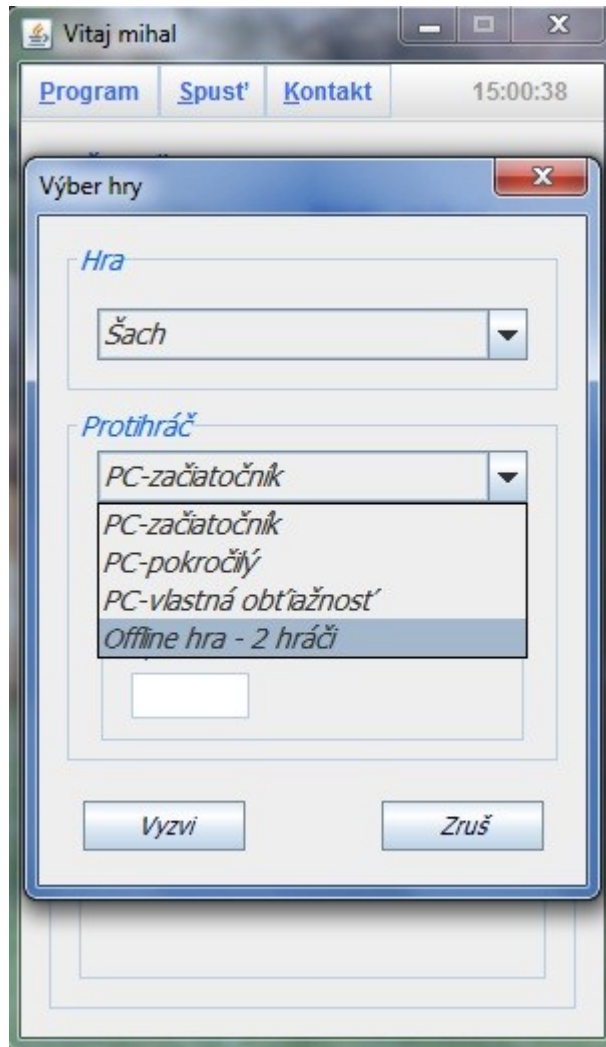 Vitaj mihal
Program Spusť Kontakt 15:00:38
Výber hry
Hra
Šach
Protihráč
PC-začiatočník
PC-začiatočník
PC-pokročilý
PC-vlastná obťiažnosť
Offline hra - 2 hráči
Vyzvi Zruš